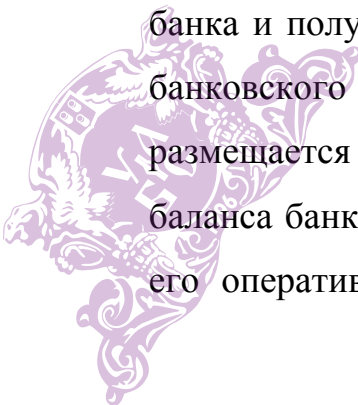 банка и полу
банковского
размещается
баланса банк
его оператив